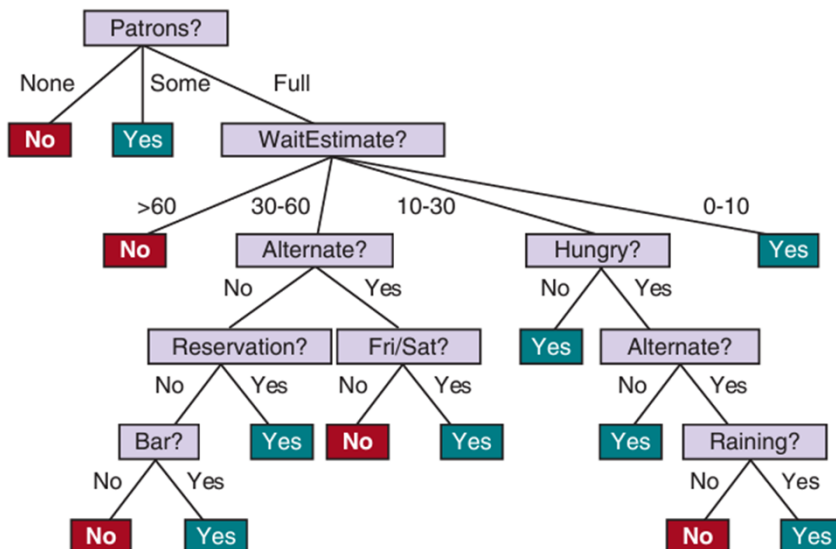 Patrons?
None Some Full
No Yes WaitEstimate?
>60 30-60 10-30 0-10
No Alternate? Hungry? Yes
No Yes No Yes
Reservation? Fri/Sat? Yes Alternate?
No Yes No Yes No Yes
Bar? Yes No Yes Yes Raining?
No Yes No Yes
No Yes No Yes